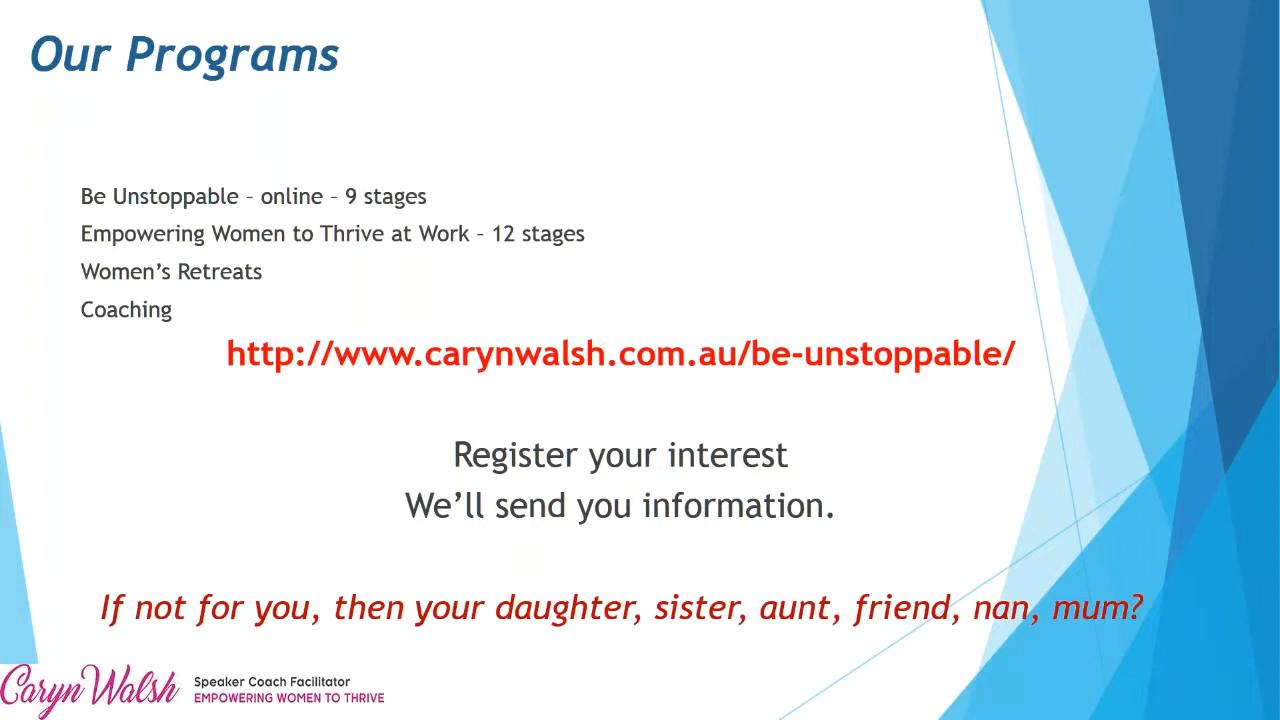 Our Programs
Be Unstoppable – online – 9 stages
Empowering Women to Thrive at Work – 12 stages
Women’s Retreats
Coaching
http://www.carynwalsh.com.au/be-unstoppable/
Register your interest
We’ll send you information.
If not for you, then your daughter, sister, aunt, friend, nan, mum?
Caryn Walsh
Speaker Coach Facilitator
EMPOWERING WOMEN TO THRIVE